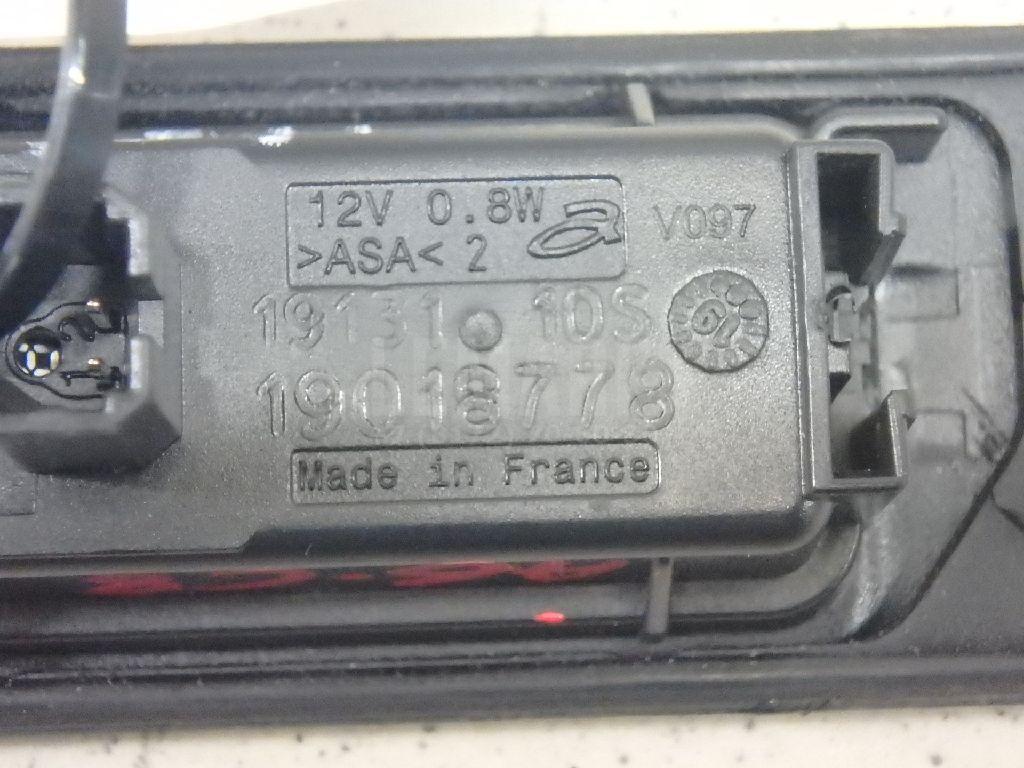 12V 0.8W
>ASA< 2
V097
19131 10S
19018778
Made in France